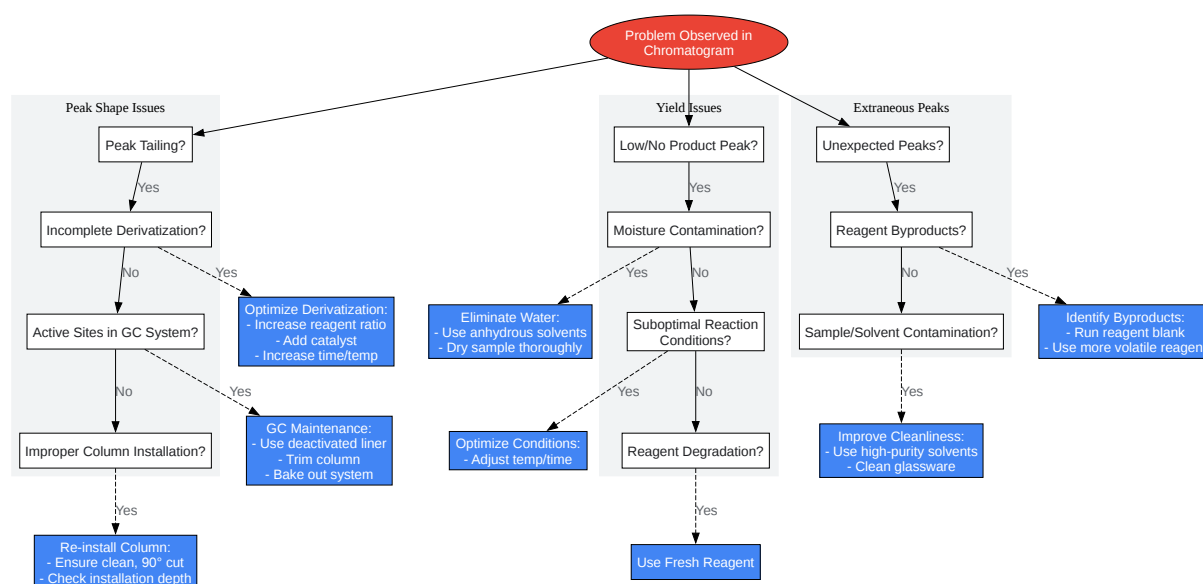 Problem Observed in
Chromatogram
Peak Shape Issues
Yield Issues
Extraneous Peaks
Peak Tailing?
Low/No Product Peak?
Unexpected Peaks?
Yes
Yes
Yes
Incomplete Derivatization?
Moisture Contamination?
Reagent Byproducts?
No
Yes
Yes
No
No
Yes
Optimize Derivatization:
- Increase reagent ratio
- Add catalyst
- Increase time/temp
Eliminate Water:
- Use anhydrous solvents
- Dry sample thoroughly
Identify Byproducts:
- Run reagent blank
- Use more volatile reagent
Active Sites in GC System?
Suboptimal Reaction
Conditions?
Sample/Solvent Contamination?
No
Yes
Yes
No
Yes
Improper Column Installation?
GC Maintenance:
- Use deactivated liner
- Trim column
- Bake out system
Optimize Conditions:
- Adjust temp/time
Reagent Degradation?
Improve Cleanliness:
- Use high-purity solvents
- Clean glassware
Yes
Yes
Re-install Column:
- Ensure clean, 90° cut
- Check installation depth
Use Fresh Reagent